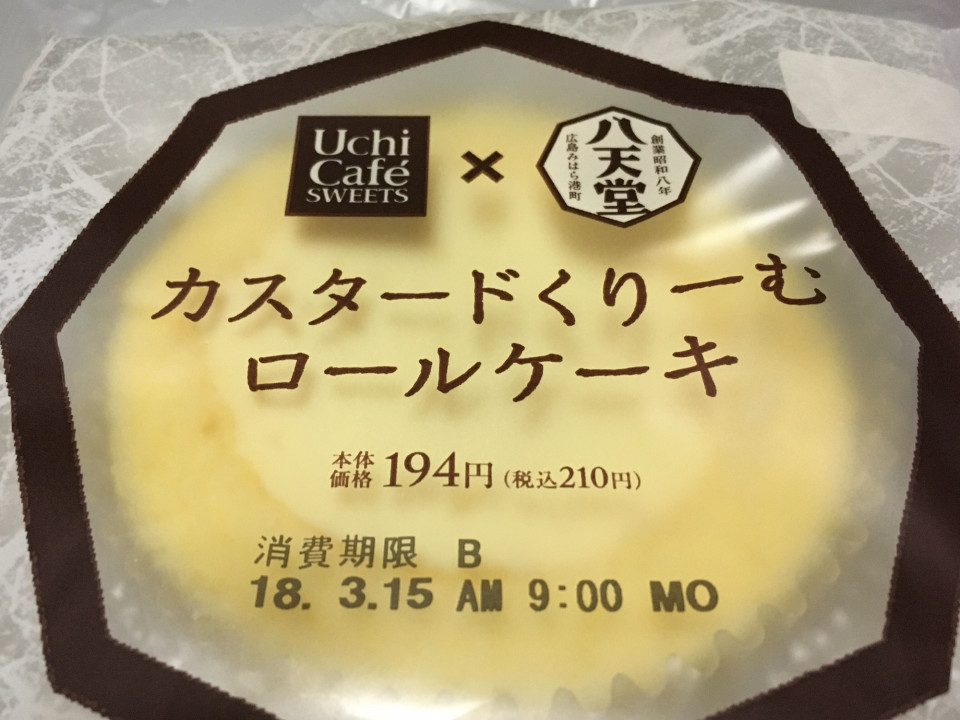 Uchi
Café
SWEETS
×
創業昭和八年
八天堂
広島みはら港町
カスタードくりーむ
ロールケーキ
本体
価格 194円 (税込210円)
消費期限 B
18. 3.15 AM 9:00 MO